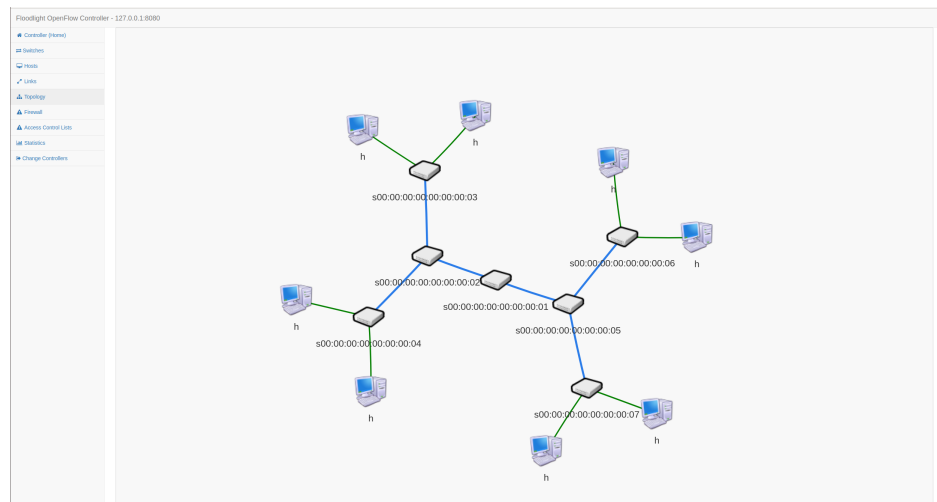 Floodlight OpenFlow Controller - 127.0.0.1:8080
Controller (Home)
Switches
Hosts
Links
Topology
Firewall
Access Control Lists
Statistics
Change Controllers
h
h
s00:00:00:00:00:00:00:03
h
s00:00:00:00:00:00:00:06
h
s00:00:00:00:00:00:00:02
s00:00:00:00:00:00:00:01
h
s00:00:00:00:00:00:00:05
s00:00:00:00:00:00:00:04
h
s00:00:00:00:00:00:00:07
h
h